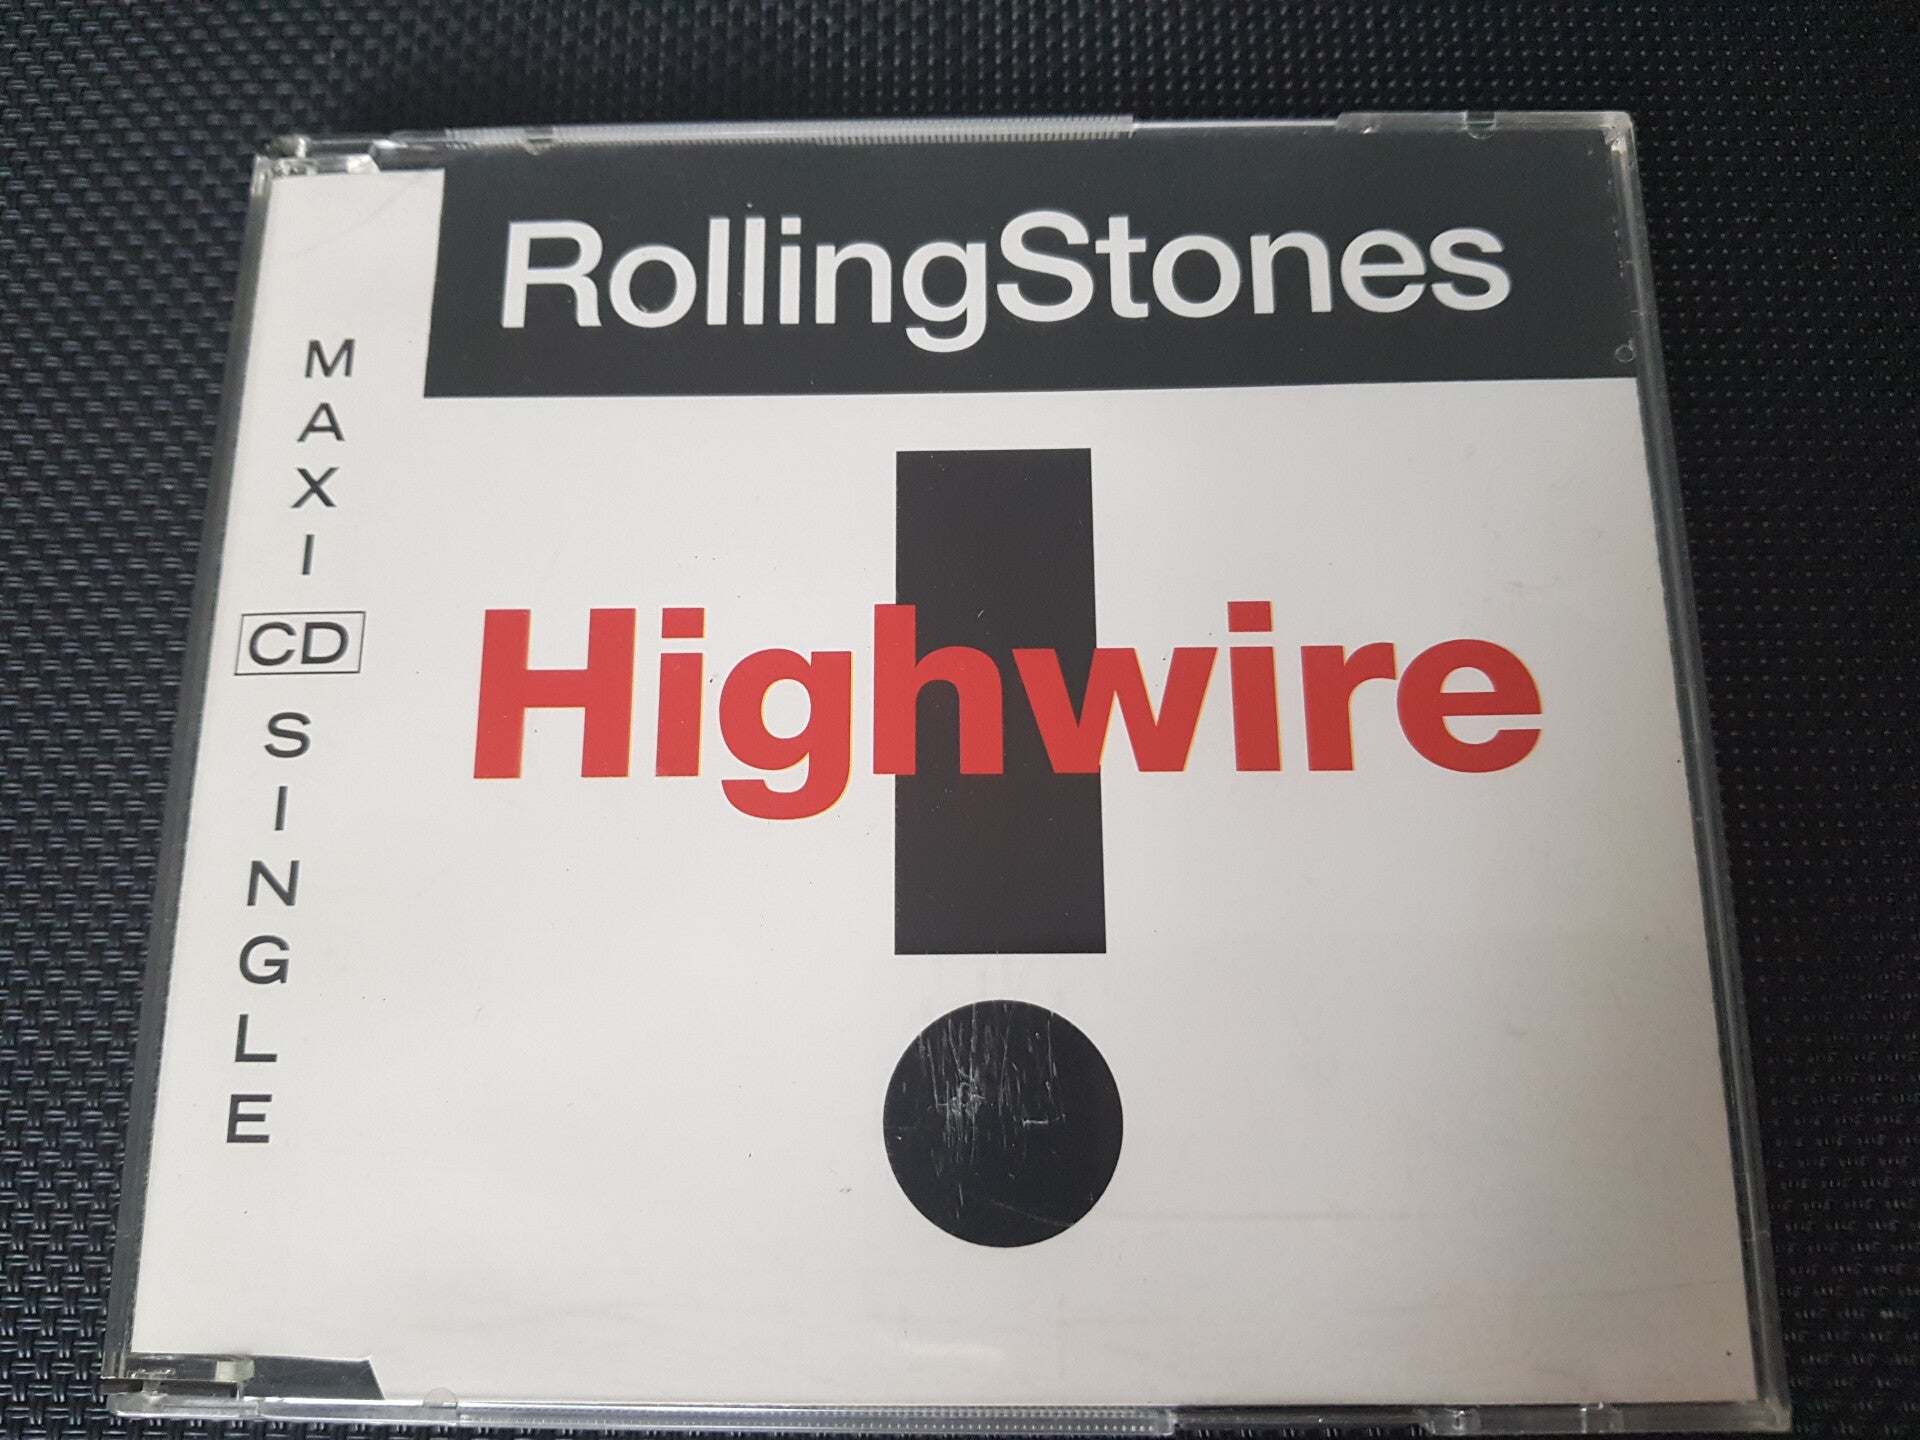 RollingStones
MAXI CD SINGLE
Highwire
!